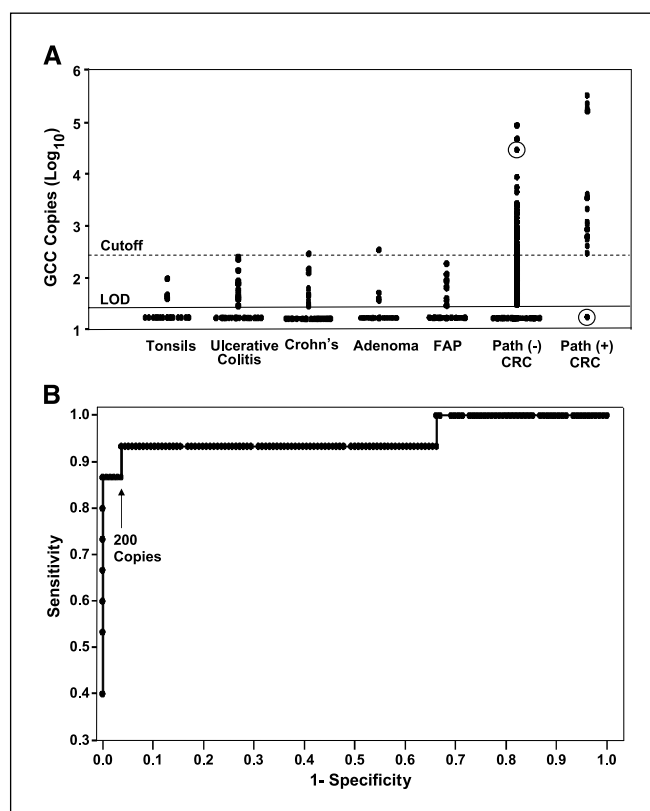 A
GCC Copies (Log10)
6
5
4
3
2
1
Cutoff
LOD
Tonsils
Ulcerative
Colitis
Crohn's
Adenoma
FAP
Path (-)
CRC
Path (+)
CRC
B
Sensitivity
1.0
0.9
0.8
0.7
0.6
0.5
0.4
0.3
200
Copies
0.0 0.1 0.2 0.3 0.4 0.5 0.6 0.7 0.8 0.9 1.0
1- Specificity